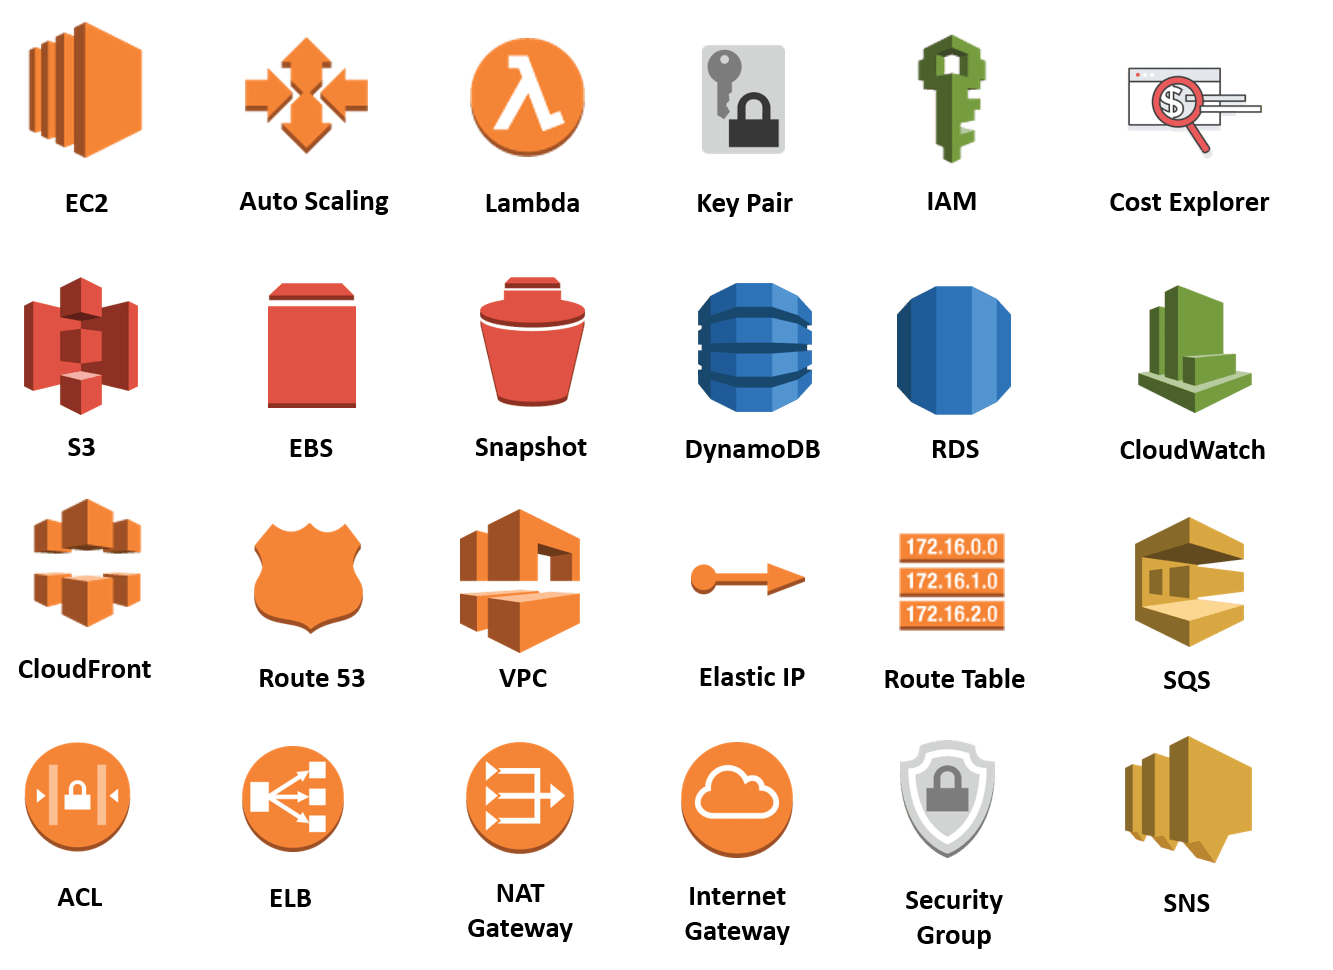 EC2
Auto Scaling
Lambda
Key Pair
IAM
$
Cost Explorer
S3
EBS
Snapshot
DynamoDB
RDS
CloudWatch
CloudFront
Route 53
VPC
Elastic IP
172.16.0.0
172.16.1.0
172.16.2.0
Route Table
SQS
ACL
ELB
NAT
Gateway
Internet
Gateway
Security
Group
SNS